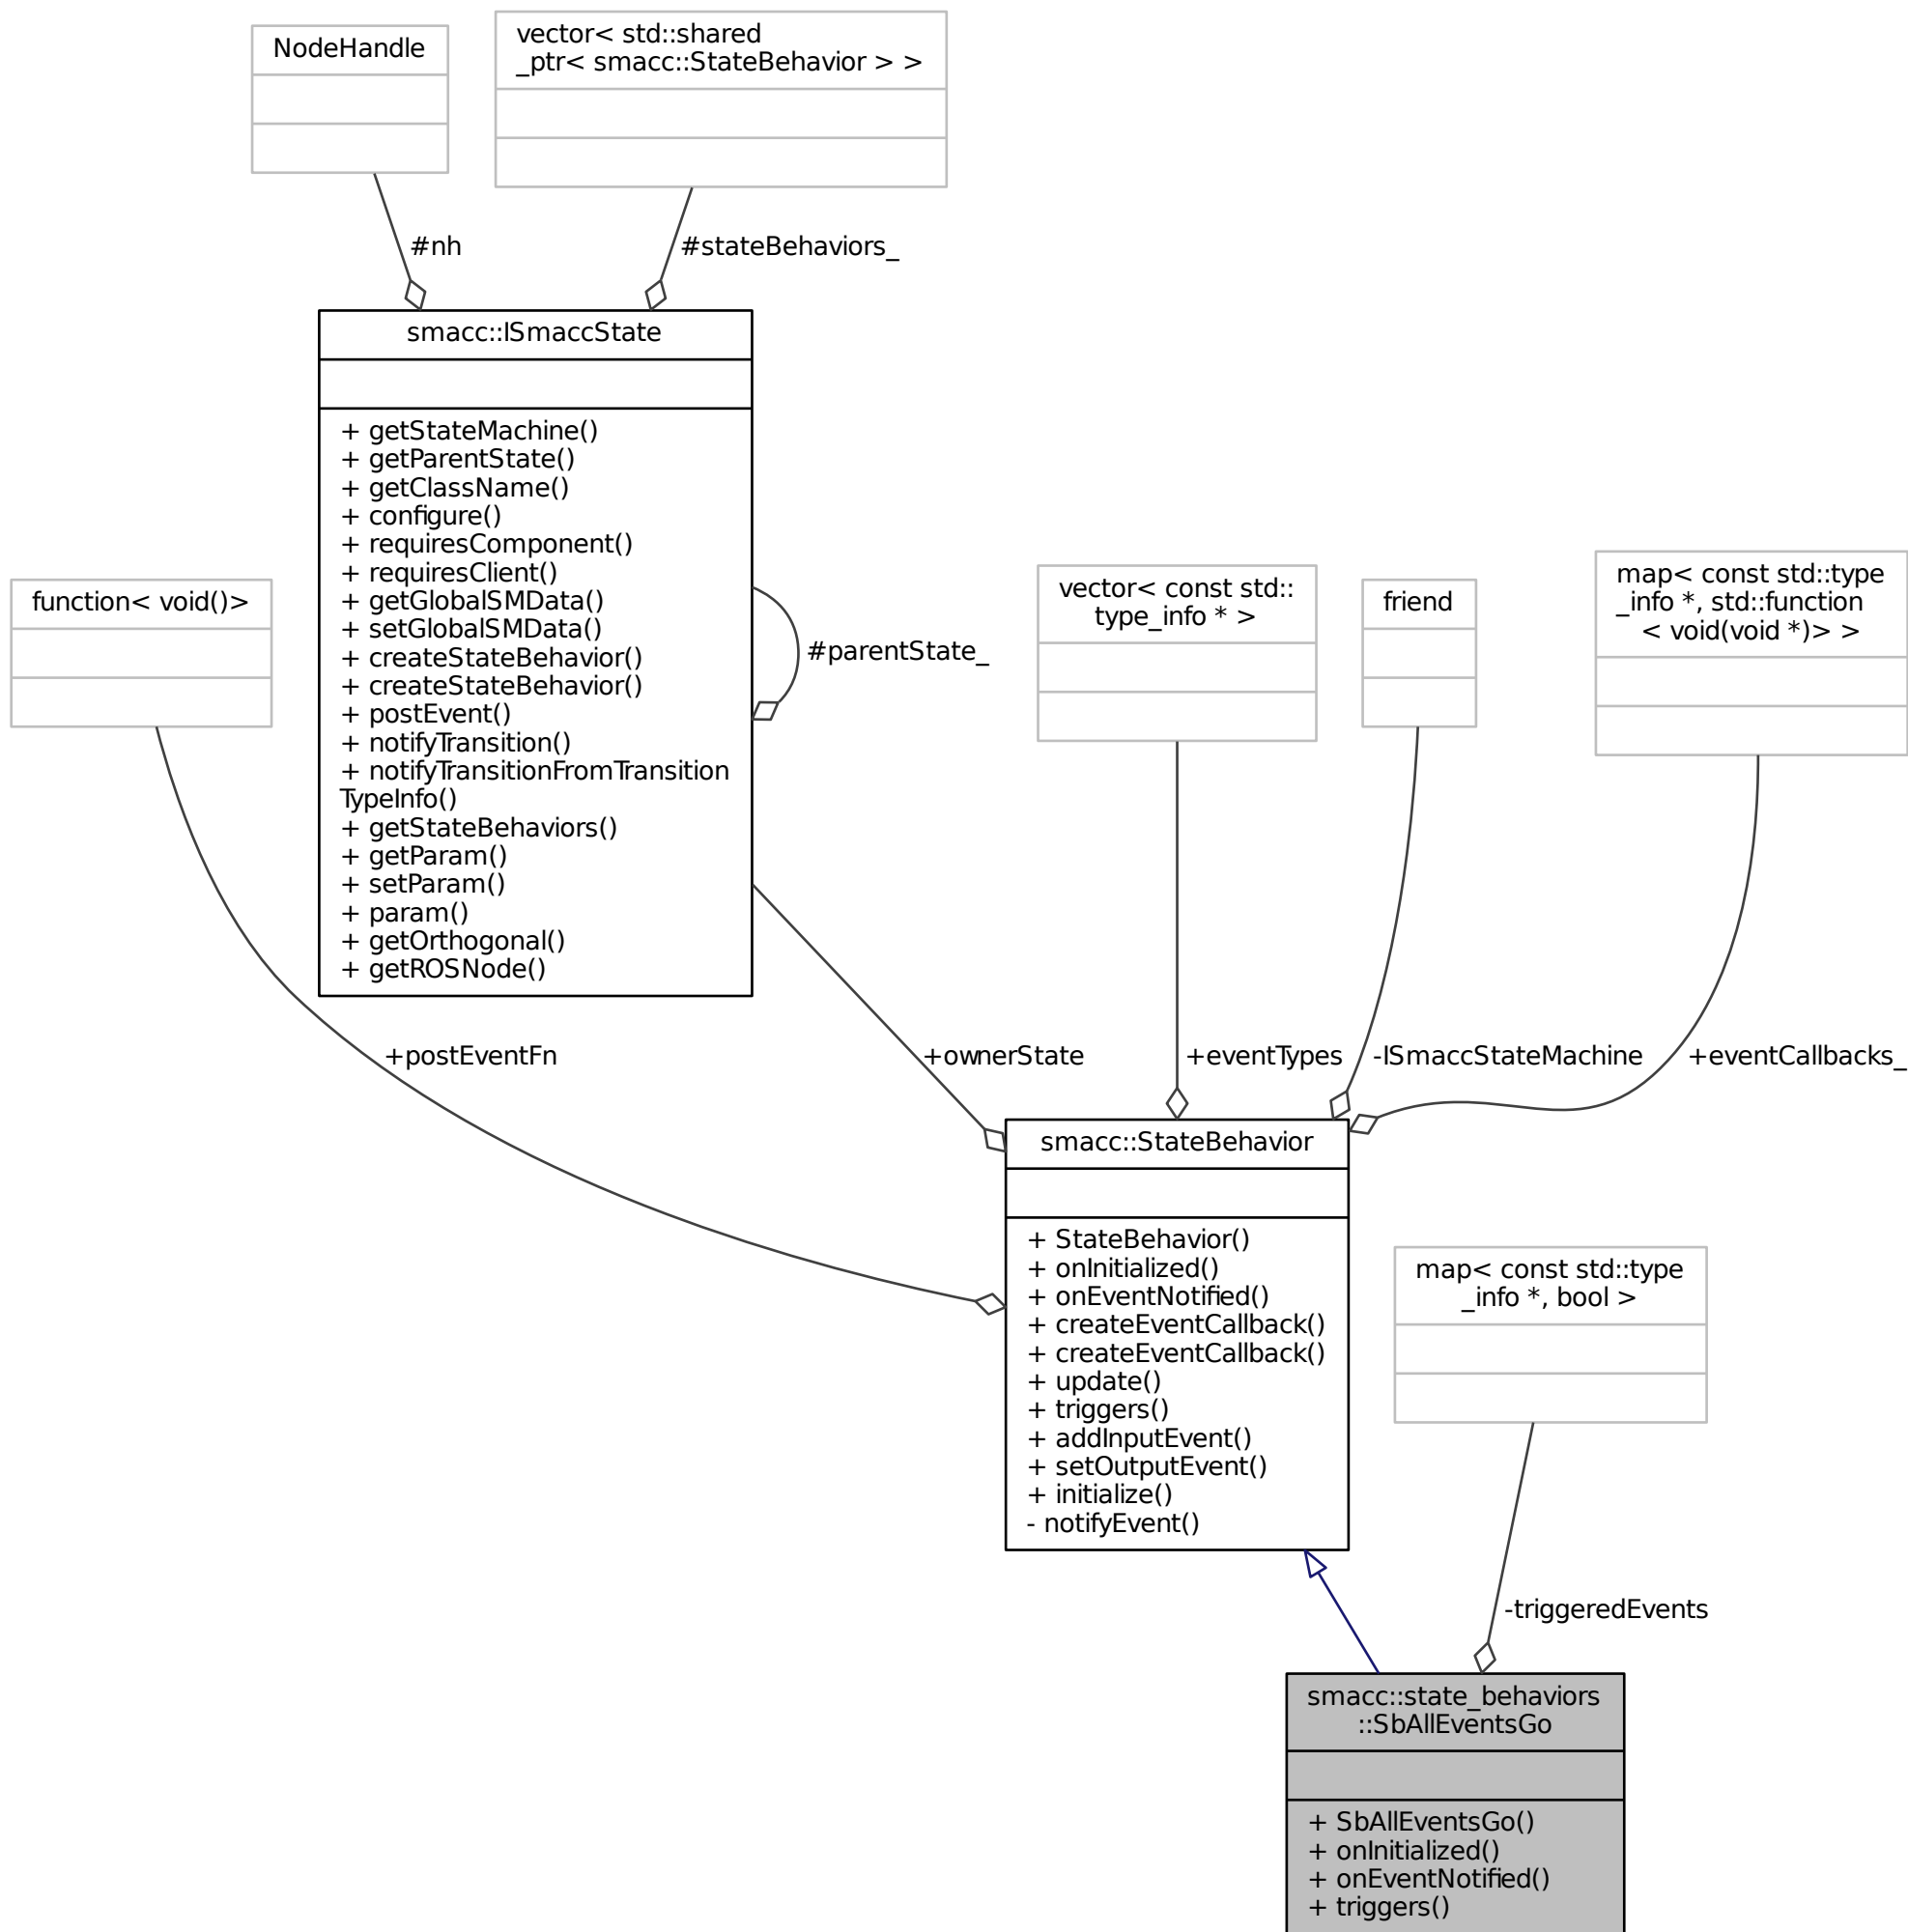 NodeHandle
vector< std::shared
_ptr< smacc::StateBehavior > >
#nh
#stateBehaviors_
smacc::ISmaccState
+ getStateMachine()
+ getParentState()
+ getClassName()
+ configure()
+ requiresComponent()
+ requiresClient()
+ getGlobalSMData()
+ setGlobalSMData()
+ createStateBehavior()
+ createStateBehavior()
+ postEvent()
+ notifyTransition()
+ notifyTransitionFromTransition
TypeInfo()
+ getStateBehaviors()
+ getParam()
+ setParam()
+ param()
+ getOrthogonal()
+ getROSNode()
#parentState_
function< void()>
vector< const std::
type_info * >
friend
map< const std::type
_info *, std::function
< void(void *)> >
+postEventFn
+ownerState
+eventTypes
-ISmaccStateMachine
+eventCallbacks_
smacc::StateBehavior
+ StateBehavior()
+ onInitialized()
+ onEventNotified()
+ createEventCallback()
+ createEventCallback()
+ update()
+ triggers()
+ addInputEvent()
+ setOutputEvent()
+ initialize()
- notifyEvent()
map< const std::type
_info *, bool >
-triggeredEvents
smacc::state_behaviors
::SbAllEventsGo
+ SbAllEventsGo()
+ onInitialized()
+ onEventNotified()
+ triggers()